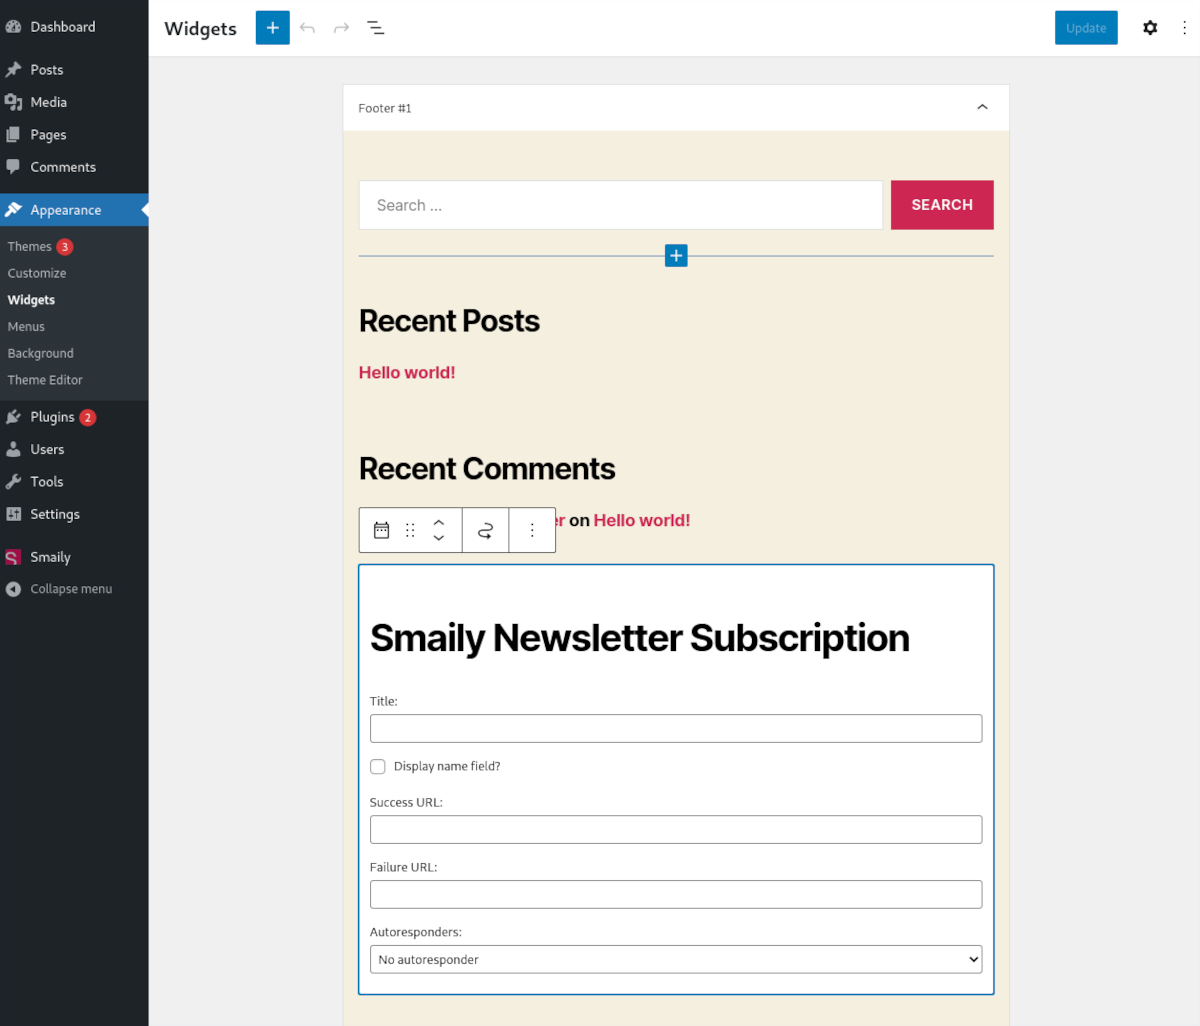 Dashboard
Posts
Media
Pages
Comments
Appearance
Themes 3
Customize
Widgets
Menus
Background
Theme Editor
Plugins 2
Users
Tools
Settings
Smaily
Collapse menu
Widgets
Update
Footer #1
Search ...
SEARCH
Recent Posts
Hello world!
Recent Comments
on Hello world!
Smaily Newsletter Subscription
Title:
Display name field?
Success URL:
Failure URL:
Autoresponders:
No autoresponder